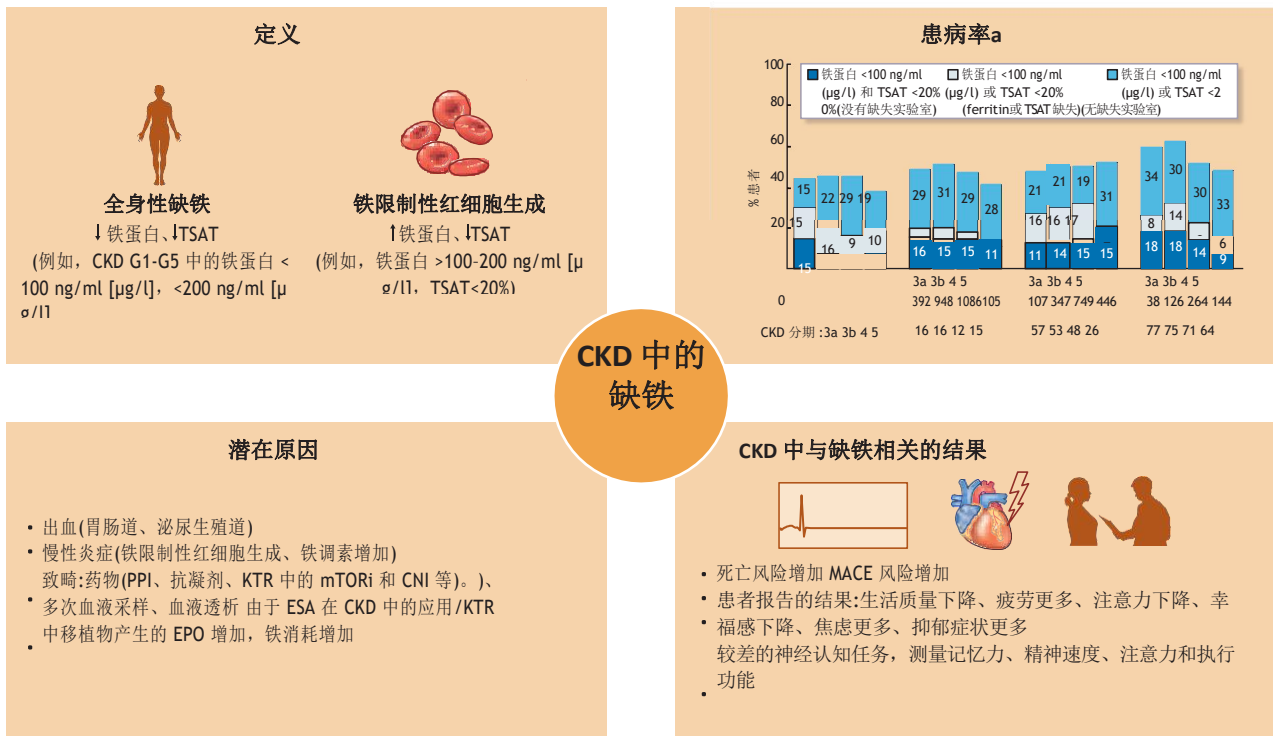 定义
全身性缺铁
↓铁蛋白、↓TSAT
(例如，CKD G1-G5 中的铁蛋白 <
100 ng/ml [µg/l]，<200 ng/ml [µ
g/l]
铁限制性红细胞生成
↑铁蛋白、↓TSAT
(例如，铁蛋白 >100-200 ng/ml [µ
g/l]，TSAT<20%)
患病率a
铁蛋白 <100 ng/ml
(µg/l) 和 TSAT <20%
0%(没有缺失实验室)
铁蛋白 <100 ng/ml
(µg/l) 或 TSAT <20%
(ferritin或 TSAT 缺失)
铁蛋白 <100 ng/ml
(µg/l) 或 TSAT <2
(无缺失实验室)
% 患者
100
80
60
40
20
0
15
15
15
22
16
29
9
19
10
29
16
31
15
29
15
28
11
21
16
11
21
16
14
19
17
15
31
15
34
8
18
30
14
18
30
14
33
6
9
3a 3b 4 5
3a 3b 4 5
3a 3b 4 5
392 948 1086105
107 347 749 446
38 126 264 144
CKD 分期 :3a 3b 4 5
16 16 12 15
57 53 48 26
77 75 71 64
CKD 中的
缺铁
潜在原因
• 出血(胃肠道、泌尿生殖道)
• 慢性炎症(铁限制性红细胞生成、铁调素增加)
致畸:药物(PPI、抗凝剂、KTR 中的 mTORi 和 CNI 等)。)、
• 多次血液采样、血液透析 由于 ESA 在 CKD 中的应用/KTR
中移植物产生的 EPO 增加，铁消耗增加
•
CKD 中与缺铁相关的结果
• 死亡风险增加 MACE 风险增加
• 患者报告的结果:生活质量下降、疲劳更多、注意力下降、幸
• 福感下降、焦虑更多、抑郁症状更多
较差的神经认知任务，测量记忆力、精神速度、注意力和执行
功能
•